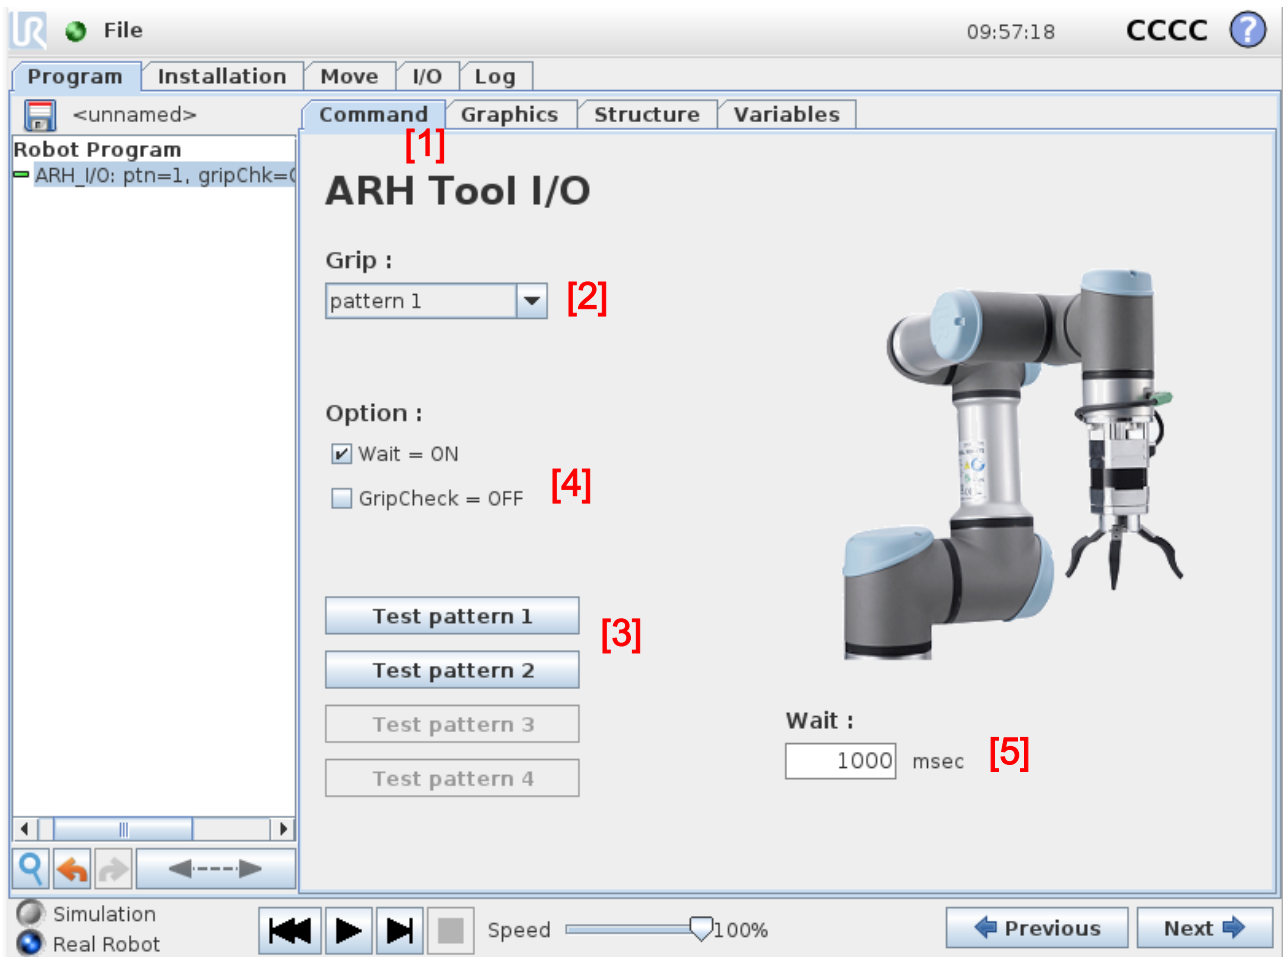 UR File 09:57:18 CCCC ?
Program Installation Move I/O Log
<unnamed> Command Graphics Structure Variables
[1]
Robot Program
ARH_I/O: ptn=1, gripChk=
ARH Tool I/O
Grip :
pattern 1 [2]
Option :
Wait = ON
GripCheck = OFF [4]
Test pattern 1
[3]
Test pattern 2
Test pattern 3
Test pattern 4
Wait :
1000 msec [5]
Simulation
Real Robot
Speed 100%
Previous Next